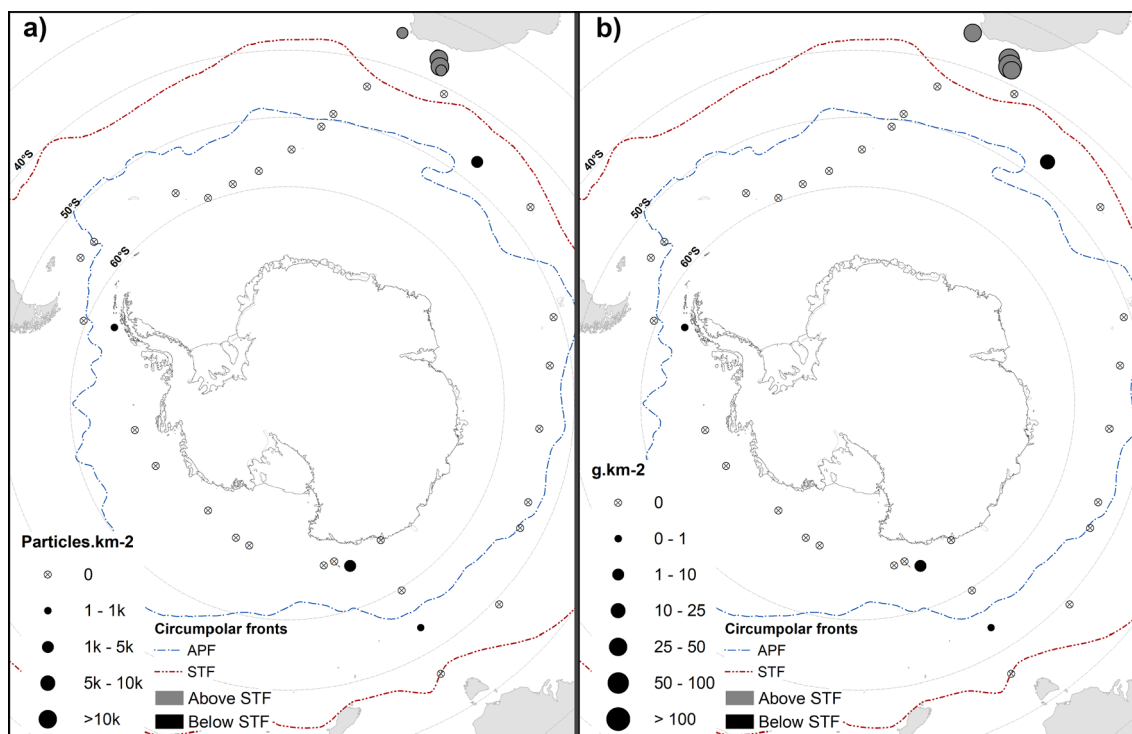 a)
40°S
50°S
60°S
Particles.km-2
0
1 - 1k
1k - 5k
5k - 10k
>10k
Circumpolar fronts
APF
STF
Above STF
Below STF
b)
40°S
50°S
60°S
g.km-2
0
0 - 1
1 - 10
10 - 25
25 - 50
50 - 100
> 100
Circumpolar fronts
APF
STF
Above STF
Below STF